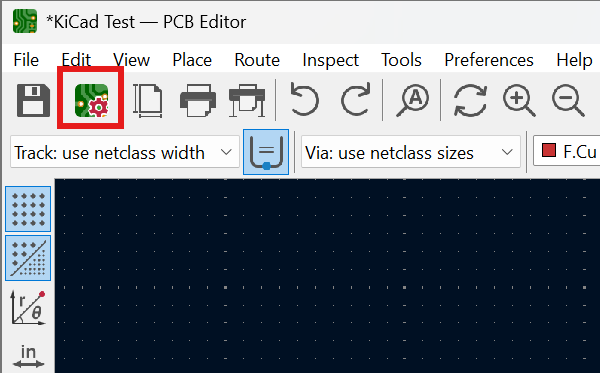 *KiCad Test — PCB Editor
File Edit View Place Route Inspect Tools Preferences Help
A
Track: use netclass width Via: use netclass sizes F.Cu
r θ
in